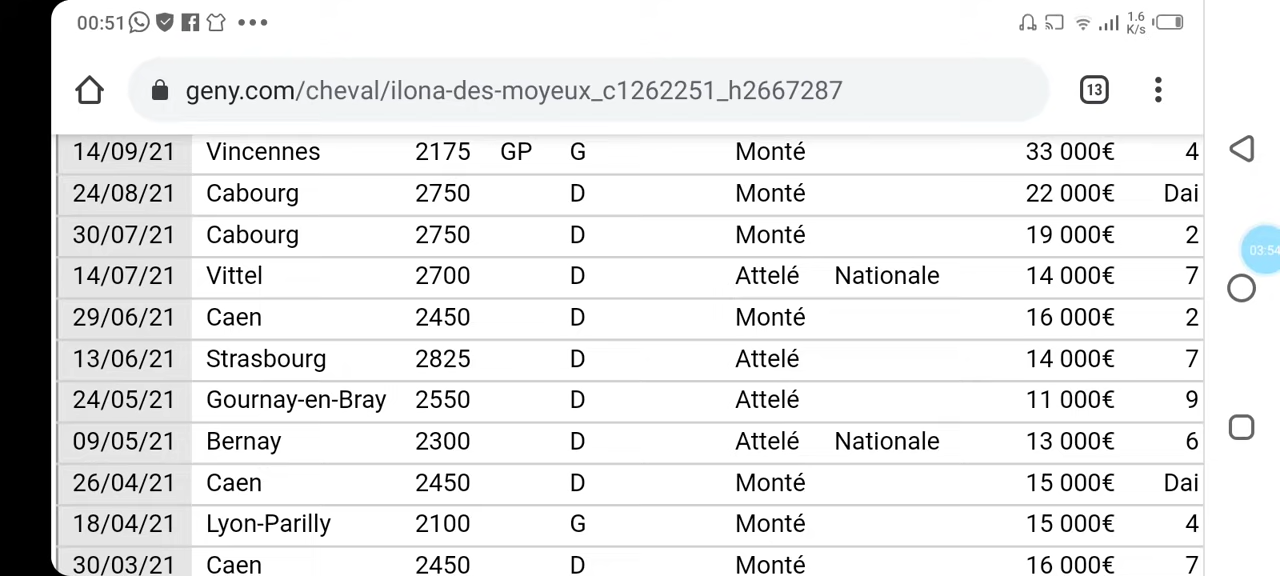 00:51 1.6 K/s
geny.com/cheval/ilona-des-moyeux_c1262251_h2667287 13
14/09/21 Vincennes 2175 GP G Monté 33 000€ 4
24/08/21 Cabourg 2750 D Monté 22 000€ Dai
30/07/21 Cabourg 2750 D Monté 19 000€ 2
03:54
14/07/21 Vittel 2700 D Attelé Nationale 14 000€ 7
29/06/21 Caen 2450 D Monté 16 000€ 2
13/06/21 Strasbourg 2825 D Attelé 14 000€ 7
24/05/21 Gournay-en-Bray 2550 D Attelé 11 000€ 9
09/05/21 Bernay 2300 D Attelé Nationale 13 000€ 6
26/04/21 Caen 2450 D Monté 15 000€ Dai
18/04/21 Lyon-Parilly 2100 G Monté 15 000€ 4
30/03/21 Caen 2450 D Monté 16 000€ 7